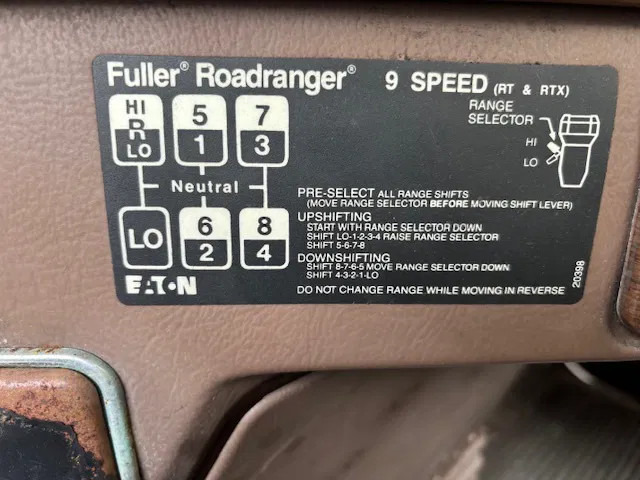 Fuller® Roadranger® 9 SPEED (RT & RTX)
HI R LO
5 1
7 3
RANGE SELECTOR
HI
LO
Neutral
LO
6 2
8 4
PRE-SELECT ALL RANGE SHIFTS
(MOVE RANGE SELECTOR BEFORE MOVING SHIFT LEVER)
UPSHIFTING
START WITH RANGE SELECTOR DOWN
SHIFT LO-1-2-3-4 RAISE RANGE SELECTOR
SHIFT 5-6-7-8
DOWNSHIFTING
SHIFT 8-7-6-5 MOVE RANGE SELECTOR DOWN
SHIFT 4-3-2-1-LO
DO NOT CHANGE RANGE WHILE MOVING IN REVERSE
EATON
20398